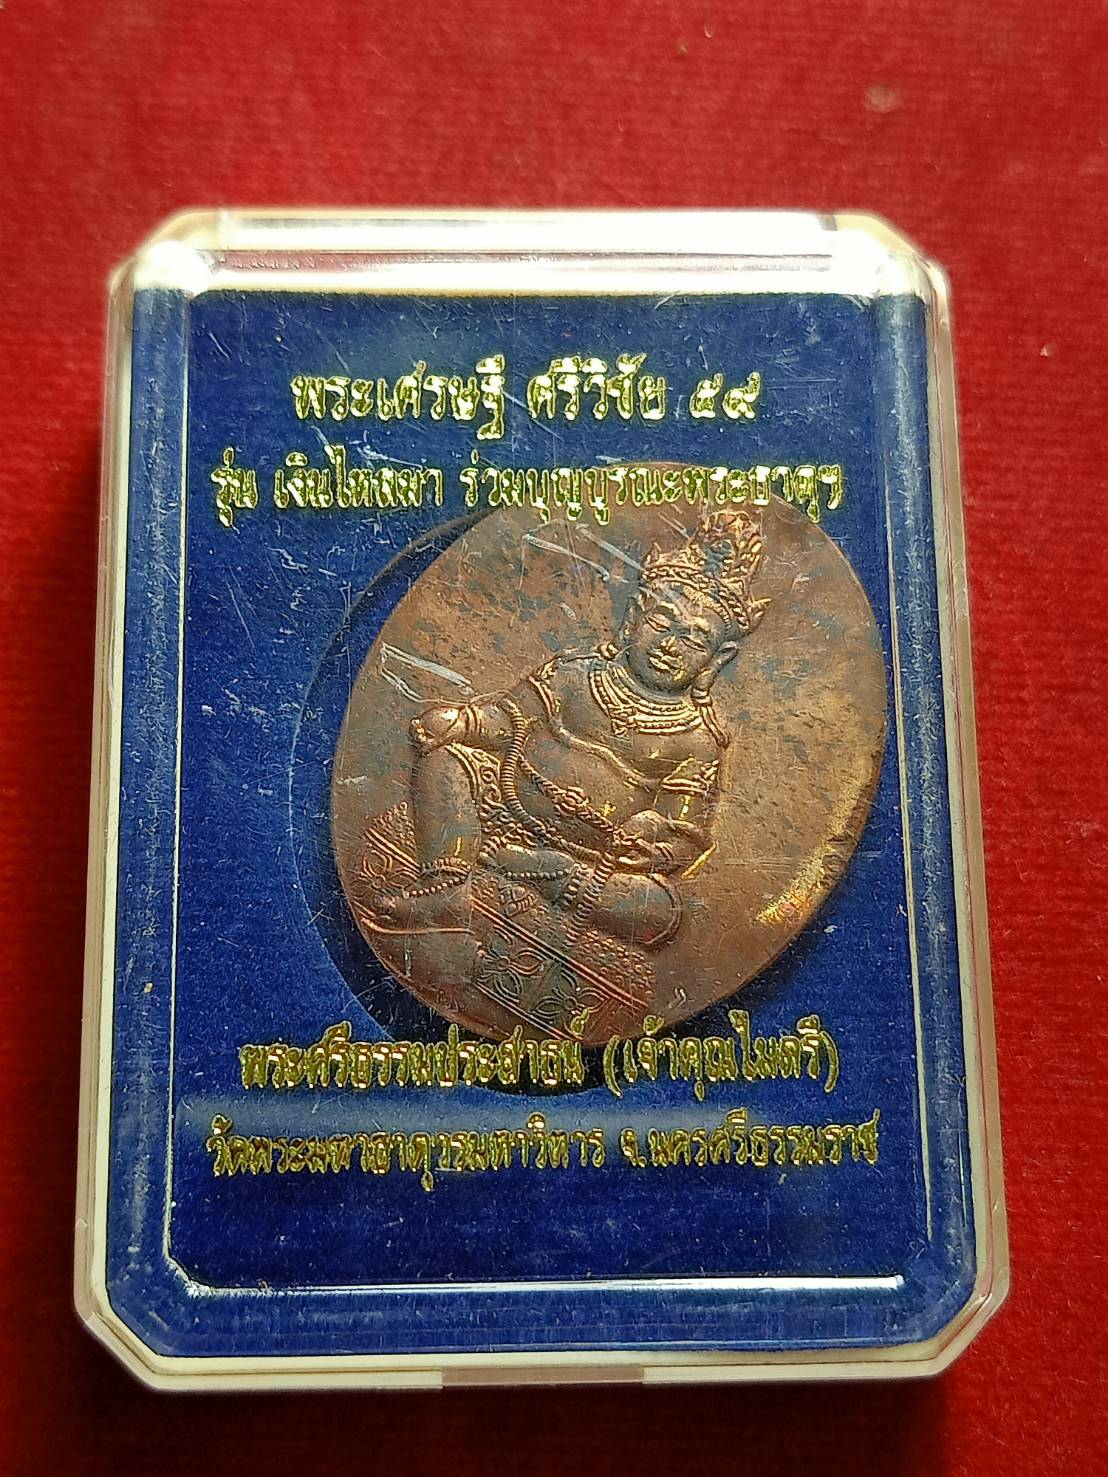 พระเศรษฐี ศรีวิชัย ๕๙
รุ่น เงินไหลมา ร่วมบุญบูรณะพระธาตุฯ
พระศรีธรรมประสาธน์ (เจ้าคุณไมตรี)
วัดพระมหาธาตุวรมหาวิหาร จ.นครศรีธรรมราช